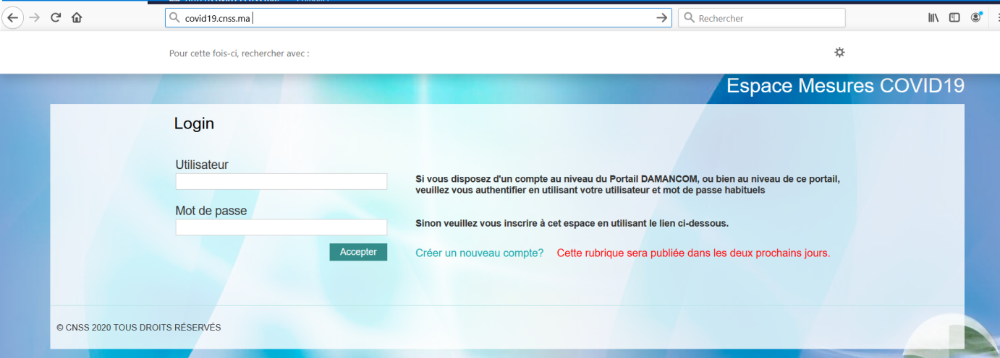 covid19.cnss.ma
Rechercher
Pour cette fois-ci, rechercher avec :
Espace Mesures COVID19
Login
Utilisateur
Si vous disposez d'un compte au niveau du Portail DAMANCOM, ou bien au niveau de ce portail,
veuillez vous authentifier en utilisant votre utilisateur et mot de passe habituels
Mot de passe
Sinon veuillez vous inscrire à cet espace en utilisant le lien ci-dessous.
Accepter
Créer un nouveau compte? Cette rubrique sera publiée dans les deux prochains jours.
© CNSS 2020 TOUS DROITS RÉSERVÉS